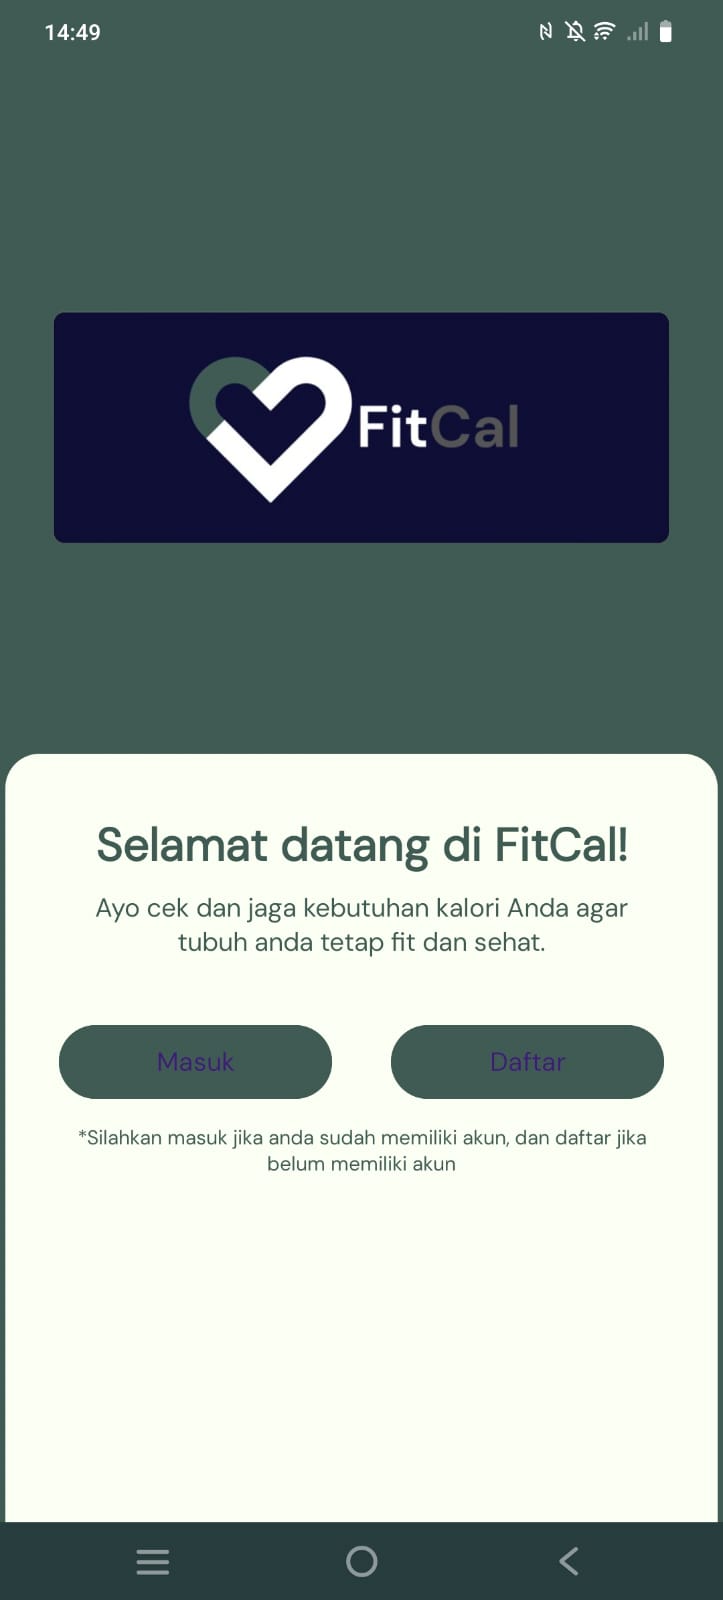 14:49
FitCal
Selamat datang di FitCal!
Ayo cek dan jaga kebutuhan kalori Anda agar
tubuh anda tetap fit dan sehat.
Masuk
Daftar
*Silahkan masuk jika anda sudah memiliki akun, dan daftar jika
belum memiliki akun